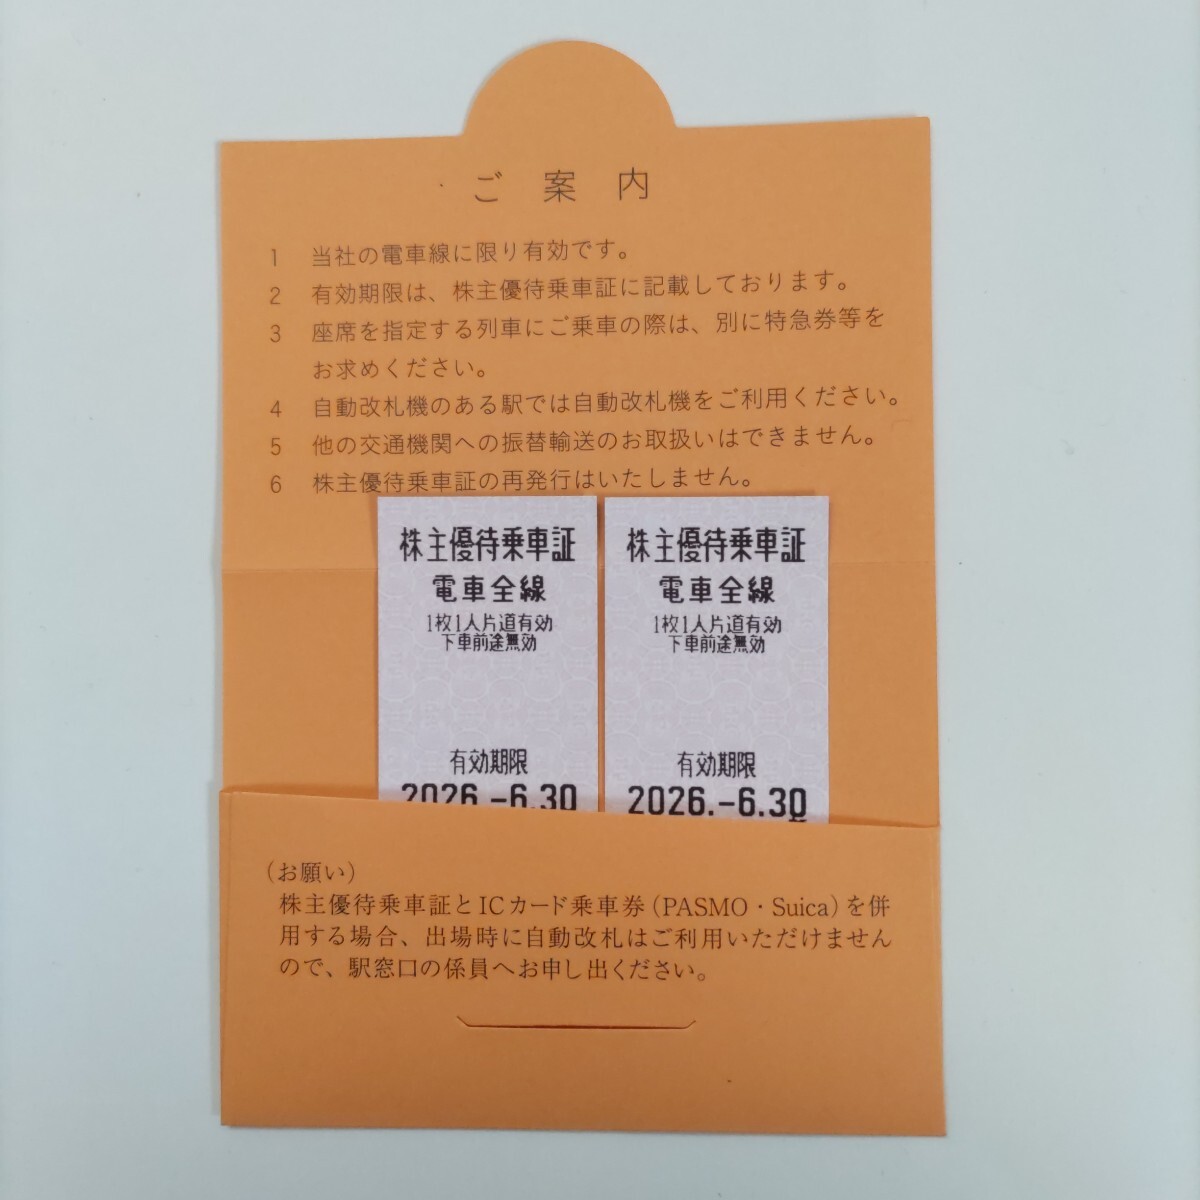 ご案内
1 当社の電車線に限り有効です。
2 有効期限は、株主優待乗車証に記載しております。
3 座席を指定する列車にご乗車の際は、別に特急券等を
お求めください。
4 自動改札機のある駅では自動改札機をご利用ください。
5 他の交通機関への振替輸送のお取扱いはできません。
6 株主優待乗車証の再発行はいたしません。
株主優待乗車証
電車全線
1枚1人片道有効
下車前途無効
有効期限
2026.-6.30
株主優待乗車証
電車全線
1枚1人片道有効
下車前途無効
有効期限
2026.-6.30
(お願い)
株主優待乗車証とICカード乗車券(PASMO・Suica)を併
用する場合、出場時に自動改札はご利用いただけません
ので、駅窓口の係員へお申し出ください。